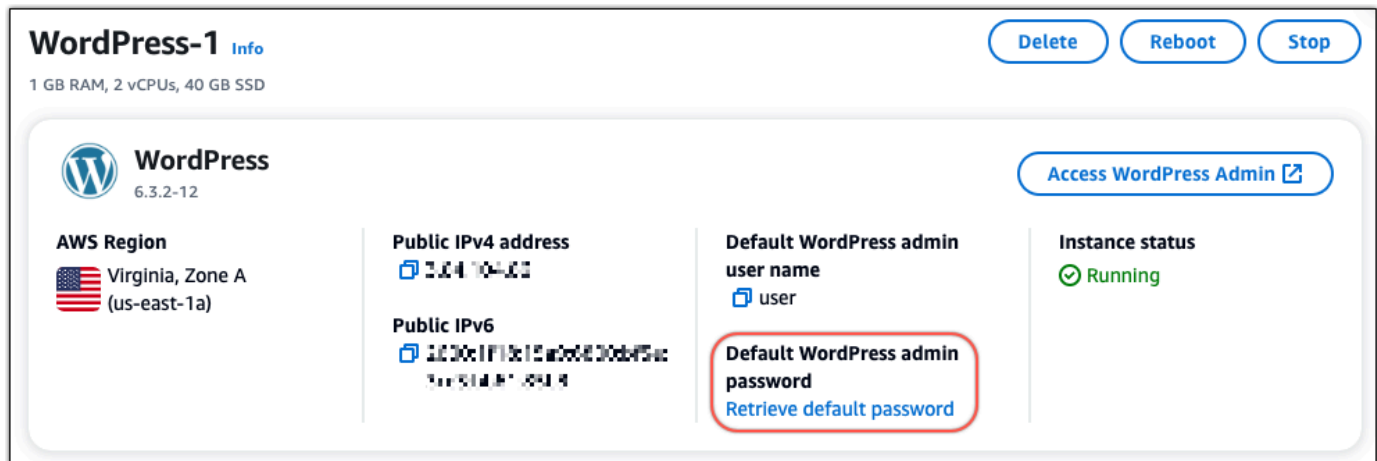 WordPress-1 Info
Delete
Reboot
Stop
1 GB RAM, 2 vCPUs, 40 GB SSD
WordPress
6.3.2-12
Access WordPress Admin
AWS Region
Virginia, Zone A
(us-east-1a)
Public IPv4 address
Public IPv6
Default WordPress admin
user name
user
Default WordPress admin
password
Retrieve default password
Instance status
Running